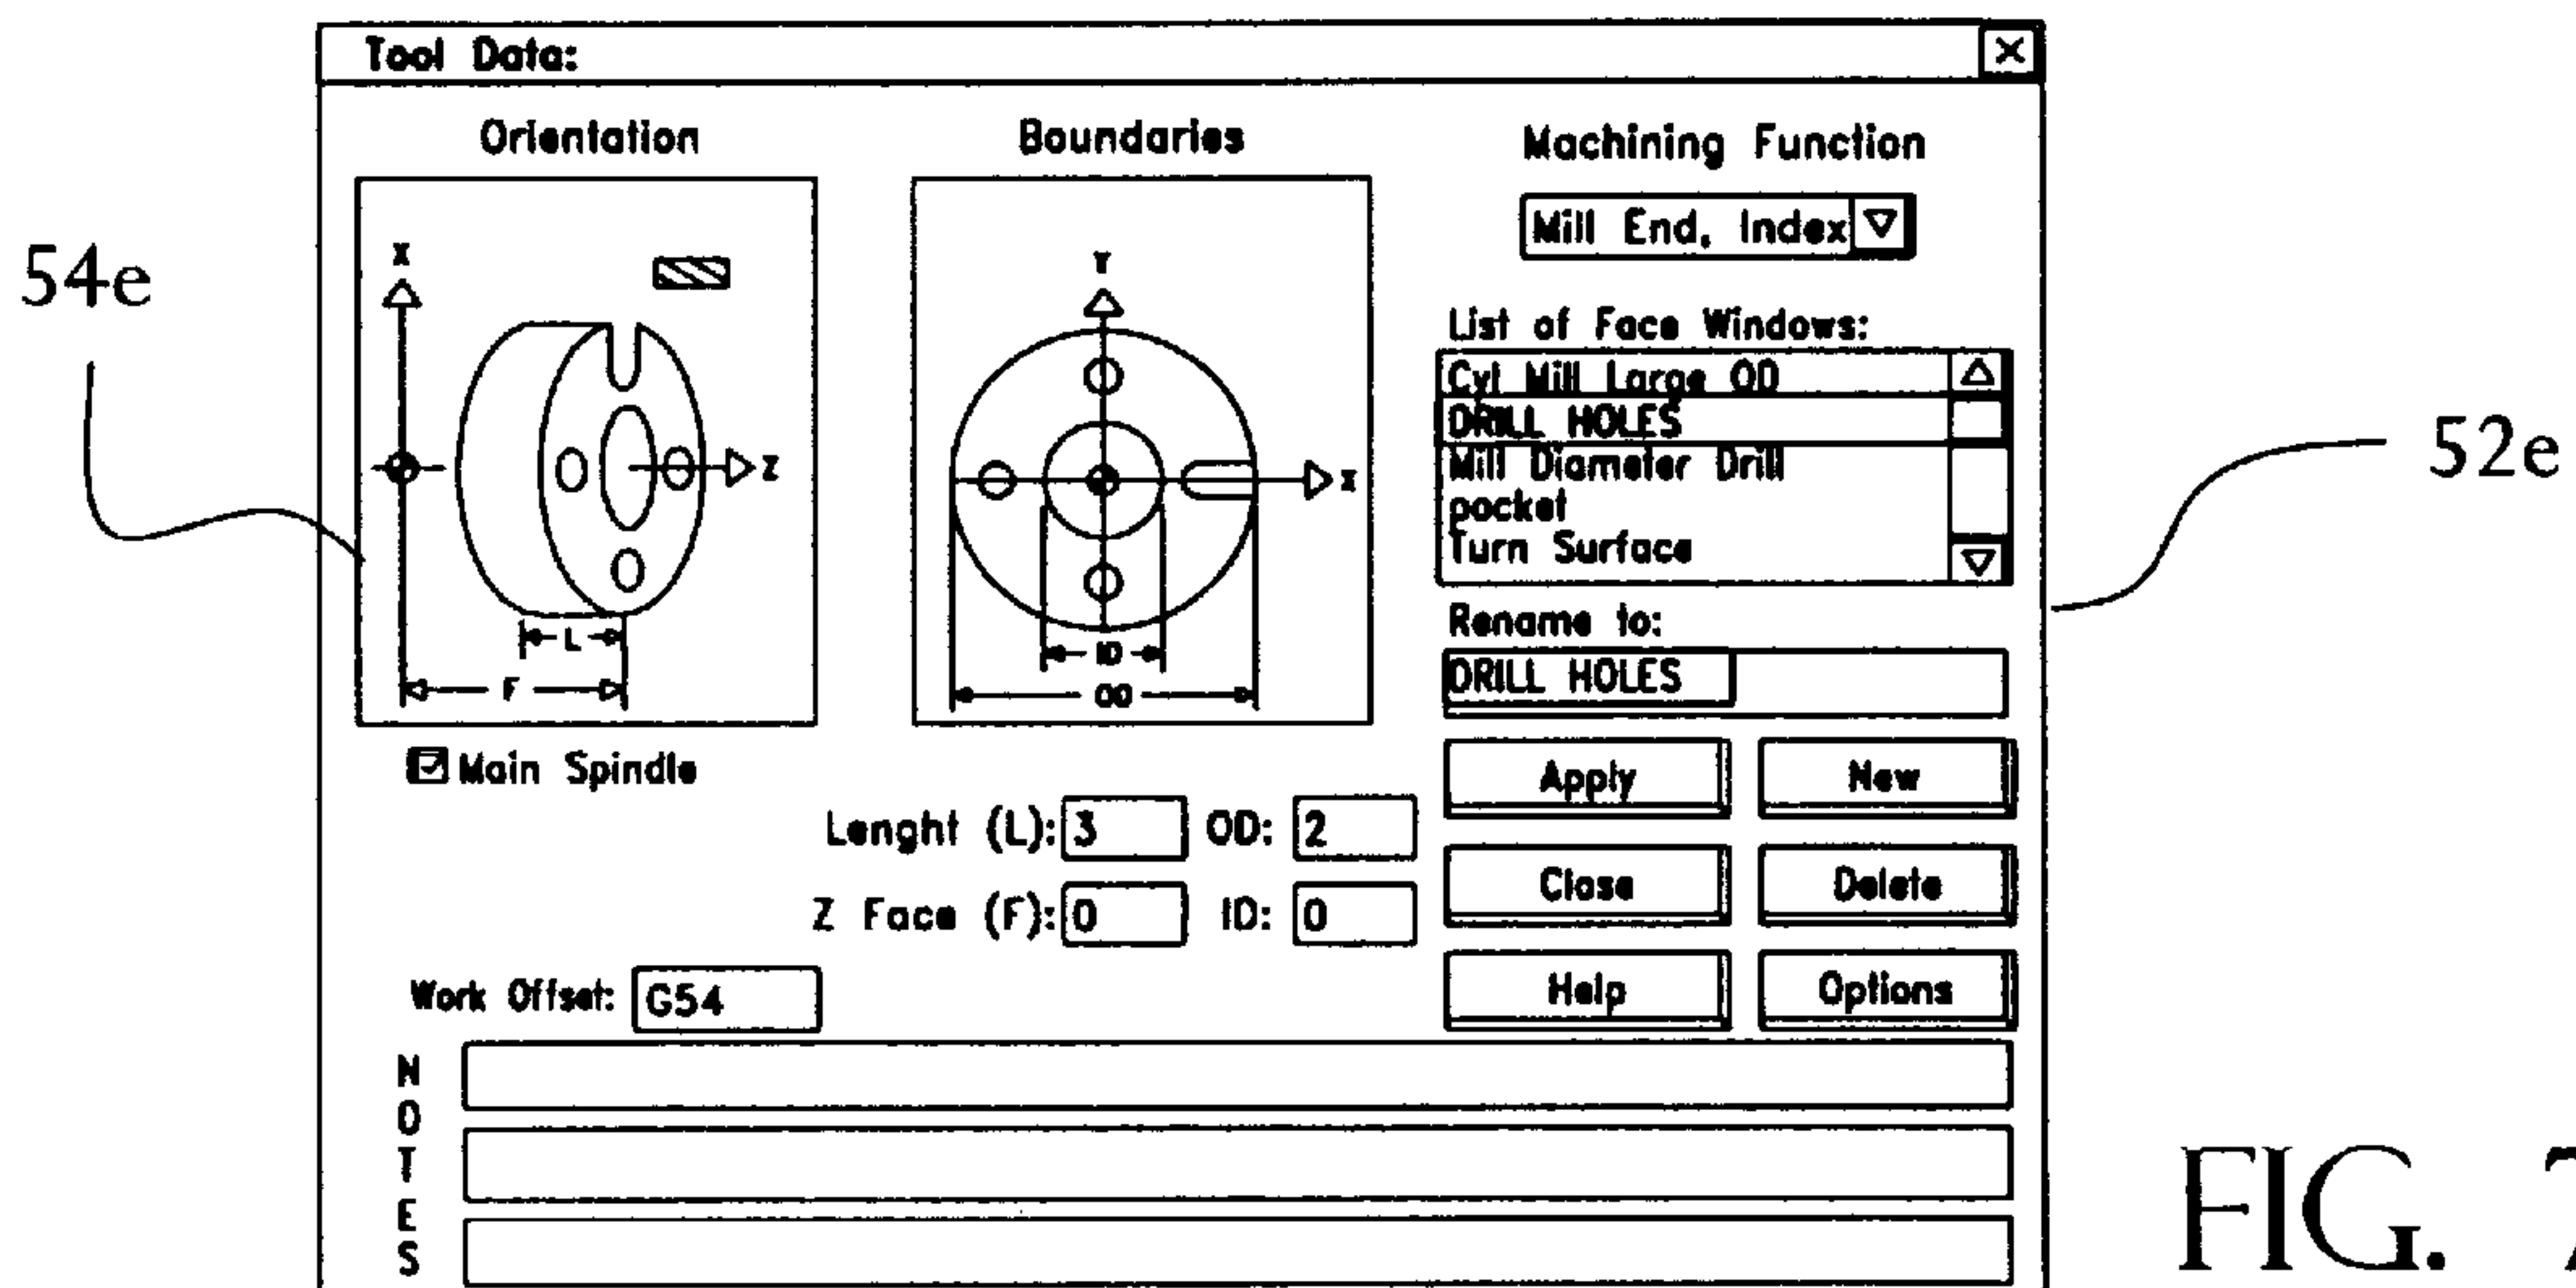 Tool Data:
Orientation
Boundaries
Machining Function
X
Z
L
F
Y
X
ID
OD
Mill End, Index
List of Face Windows:
Cyl Mill Large OD
DRILL HOLES
Mill Diameter Drill
pocket
Turn Surface
54e
52e
Rename to:
DRILL HOLES
Main Spindle
Apply
New
Lenght (L): 3 OD: 2
Close
Delete
Z Face (F): 0 ID: 0
Help
Options
Work Offset: G54
NOTES
FIG. 7